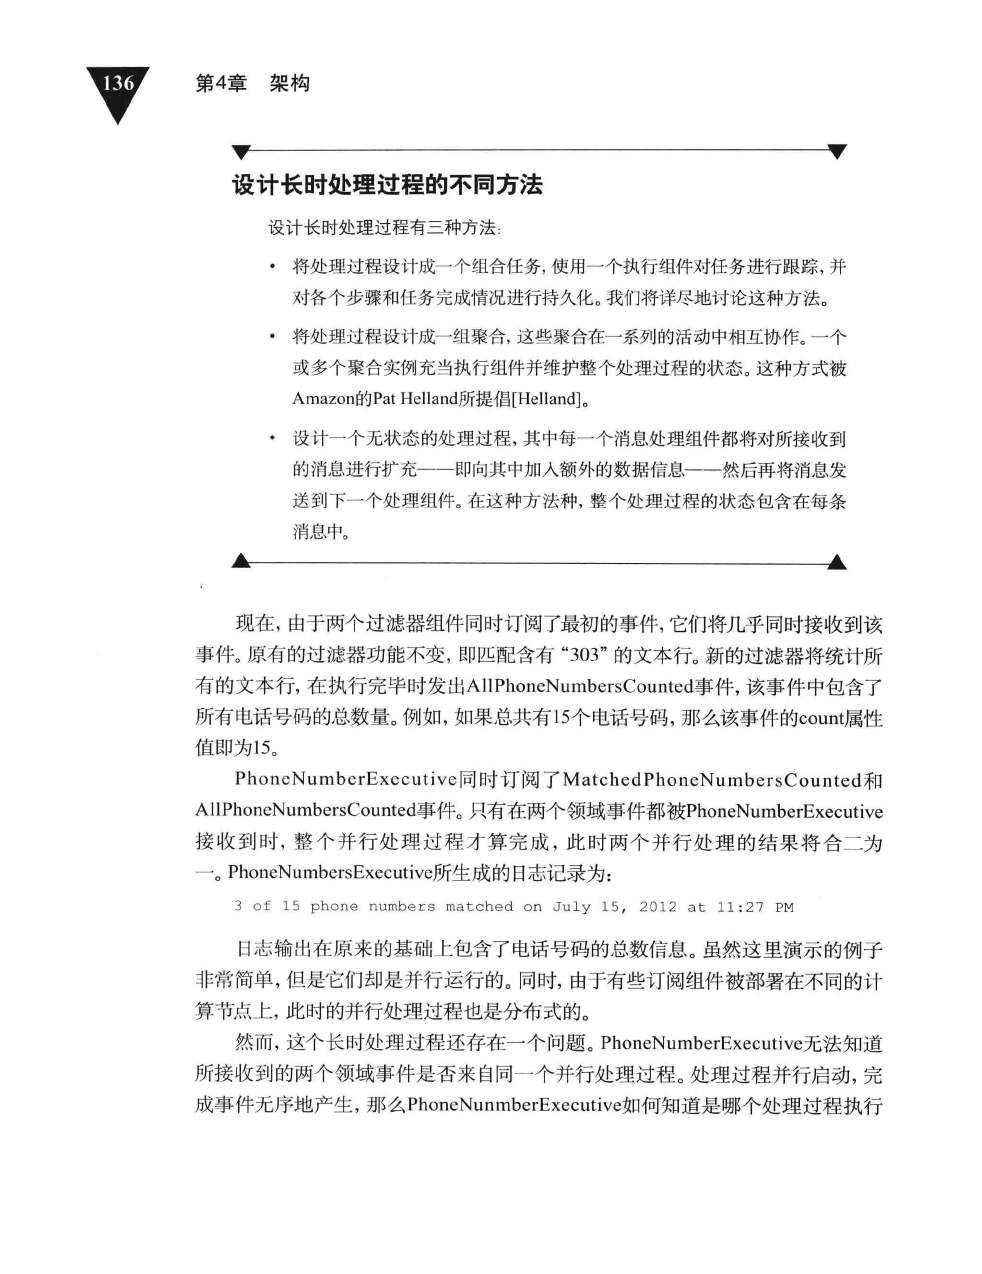 136
第4章 架构
设计长时处理过程的不同方法
设计长时处理过程有三种方法：
• 将处理过程设计成一个组合任务，使用一个执行组件对任务进行跟踪，并
对各个步骤和任务完成情况进行持久化。我们将详尽地讨论这种方法。
• 将处理过程设计成一组聚合，这些聚合在一系列的活动中相互协作。一个
或多个聚合实例充当执行组件并维护整个处理过程的状态。这种方式被
Amazon的Pat Helland所提倡[Helland]。
• 设计一个无状态的处理过程，其中每一个消息处理组件都将对所接收到
的消息进行扩充——即向其中加入额外的数据信息——然后再将消息发
送到下一个处理组件。在这种方法种，整个处理过程的状态包含在每条
消息中。
现在，由于两个过滤器组件同时订阅了最初的事件，它们将几乎同时接收到该
事件。原有的过滤器功能不变，即匹配含有“303”的文本行。新的过滤器将统计所
有的文本行，在执行完毕时发出AllPhoneNumbersCounted事件，该事件中包含了
所有电话号码的总数量。例如，如果总共有15个电话号码，那么该事件的count属性
值即为15。
PhoneNumberExecutive同时订阅了MatchedPhoneNumbersCounted和
AllPhoneNumbersCounted事件。只有在两个领域事件都被PhoneNumberExecutive
接收到时，整个并行处理过程才算完成，此时两个并行处理的结果将合二为
一。PhoneNumbersExecutive所生成的日志记录为：
3 of 15 phone numbers matched on July 15, 2012 at 11:27 PM
日志输出在原来的基础上包含了电话号码的总数信息。虽然这里演示的例子
非常简单，但是它们却是并行运行的。同时，由于有些订阅组件被部署在不同的计
算节点上，此时的并行处理过程也是分布式的。
然而，这个长时处理过程还存在一个问题。PhoneNumberExecutive无法知道
所接收到的两个领域事件是否来自同一个并行处理过程。处理过程并行启动，完
成事件无序地产生，那么PhoneNunmberExecutive如何知道是哪个处理过程执行